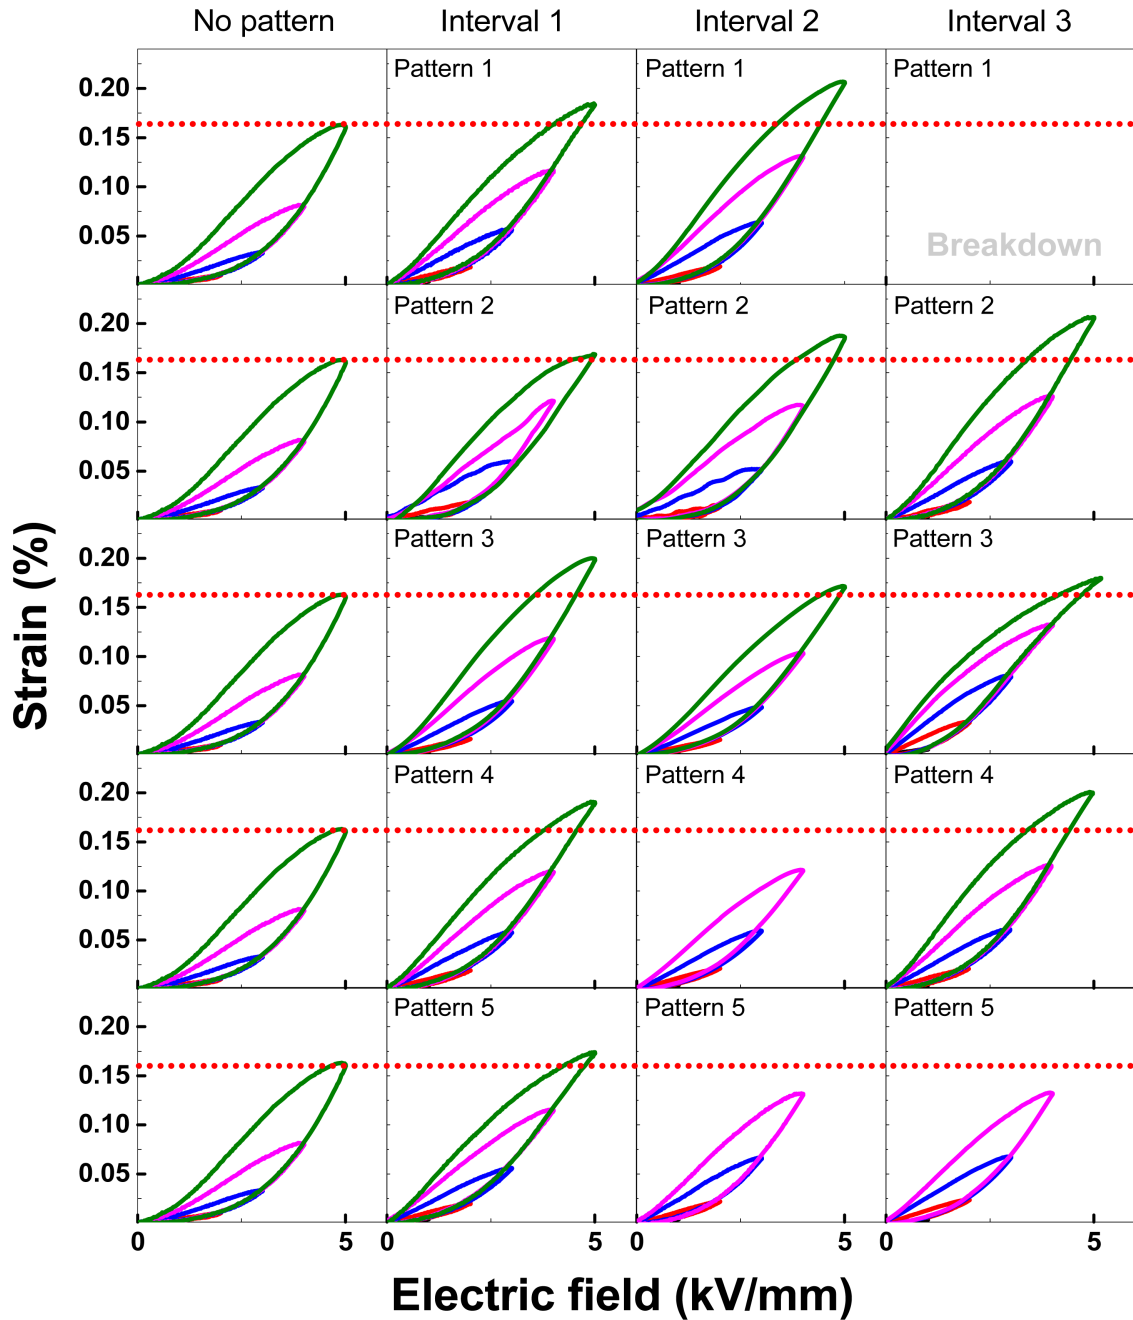 No pattern Interval 1 Interval 2 Interval 3
Pattern 1 Pattern 1 Pattern 1
0.20
0.15
0.10
0.05
Breakdown
Pattern 2 Pattern 2 Pattern 2
0.20
0.15
0.10
0.05
Pattern 3 Pattern 3 Pattern 3
0.20
0.15
0.10
0.05
Pattern 4 Pattern 4 Pattern 4
0.20
0.15
0.10
0.05
Pattern 5 Pattern 5 Pattern 5
0.20
0.15
0.10
0.05
0 5 0 5 0 5 0 5
Strain (%)
Electric field (kV/mm)